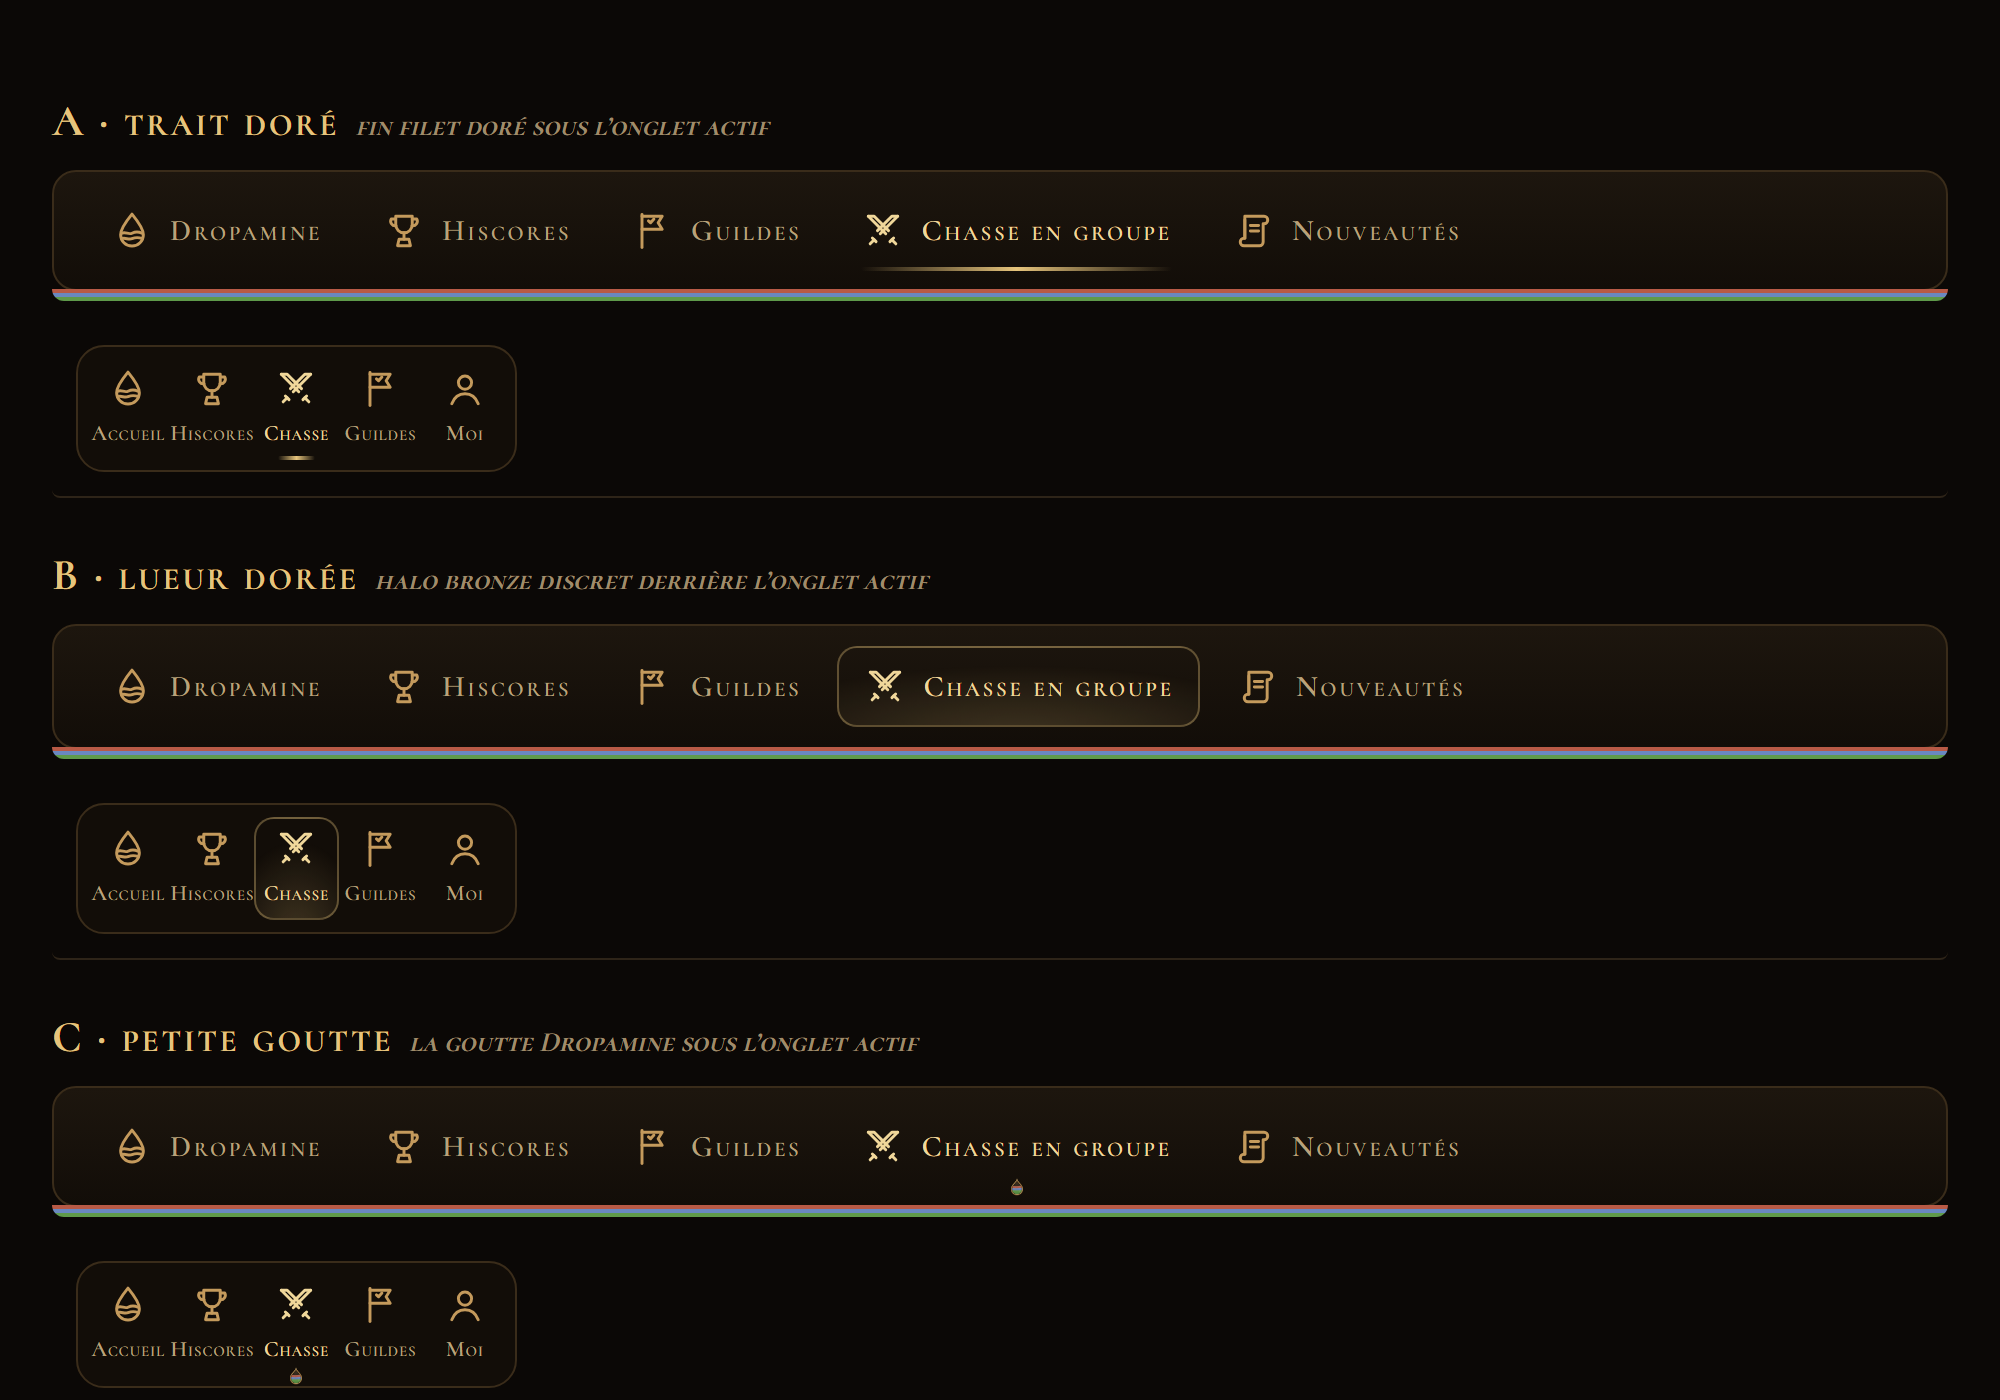 A · TRAIT DORÉ FIN FILET DORÉ SOUS L’ONGLET ACTIF
DROPAMINE HISCORES GUILDES CHASSE EN GROUPE NOUVEAUTÉS
ACCUEIL HISCORES CHASSE GUILDES MOI
B · LUEUR DORÉE HALO BRONZE DISCRET DERRIÈRE L’ONGLET ACTIF
DROPAMINE HISCORES GUILDES CHASSE EN GROUPE NOUVEAUTÉS
ACCUEIL HISCORES CHASSE GUILDES MOI
C · PETITE GOUTTE LA GOUTTE DROPAMINE SOUS L’ONGLET ACTIF
DROPAMINE HISCORES GUILDES CHASSE EN GROUPE NOUVEAUTÉS
ACCUEIL HISCORES CHASSE GUILDES MOI